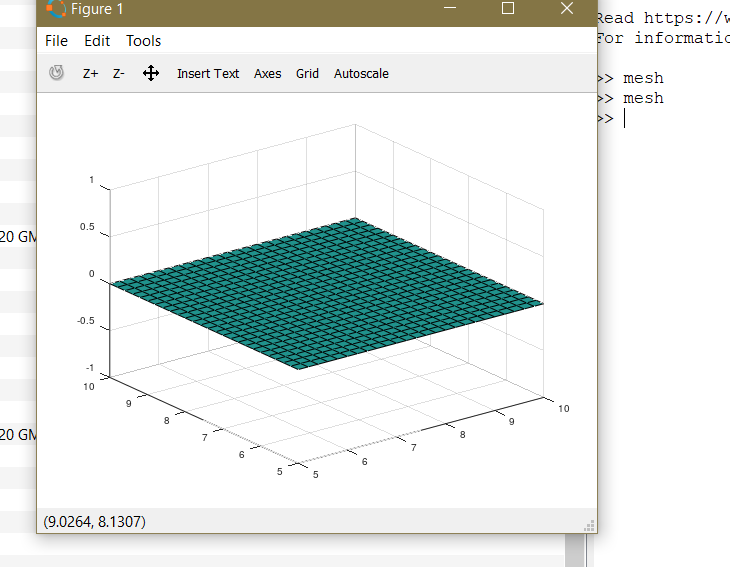 Figure 1
File Edit Tools
Z+ Z- Insert Text Axes Grid Autoscale
1
0.5
0
-0.5
-1
10
9
8
7
6
5
5
6
7
8
9
10
(9.0264, 8.1307)
20 GM
20 GM
Read https://w
For informatio
>> mesh
>> mesh
>>